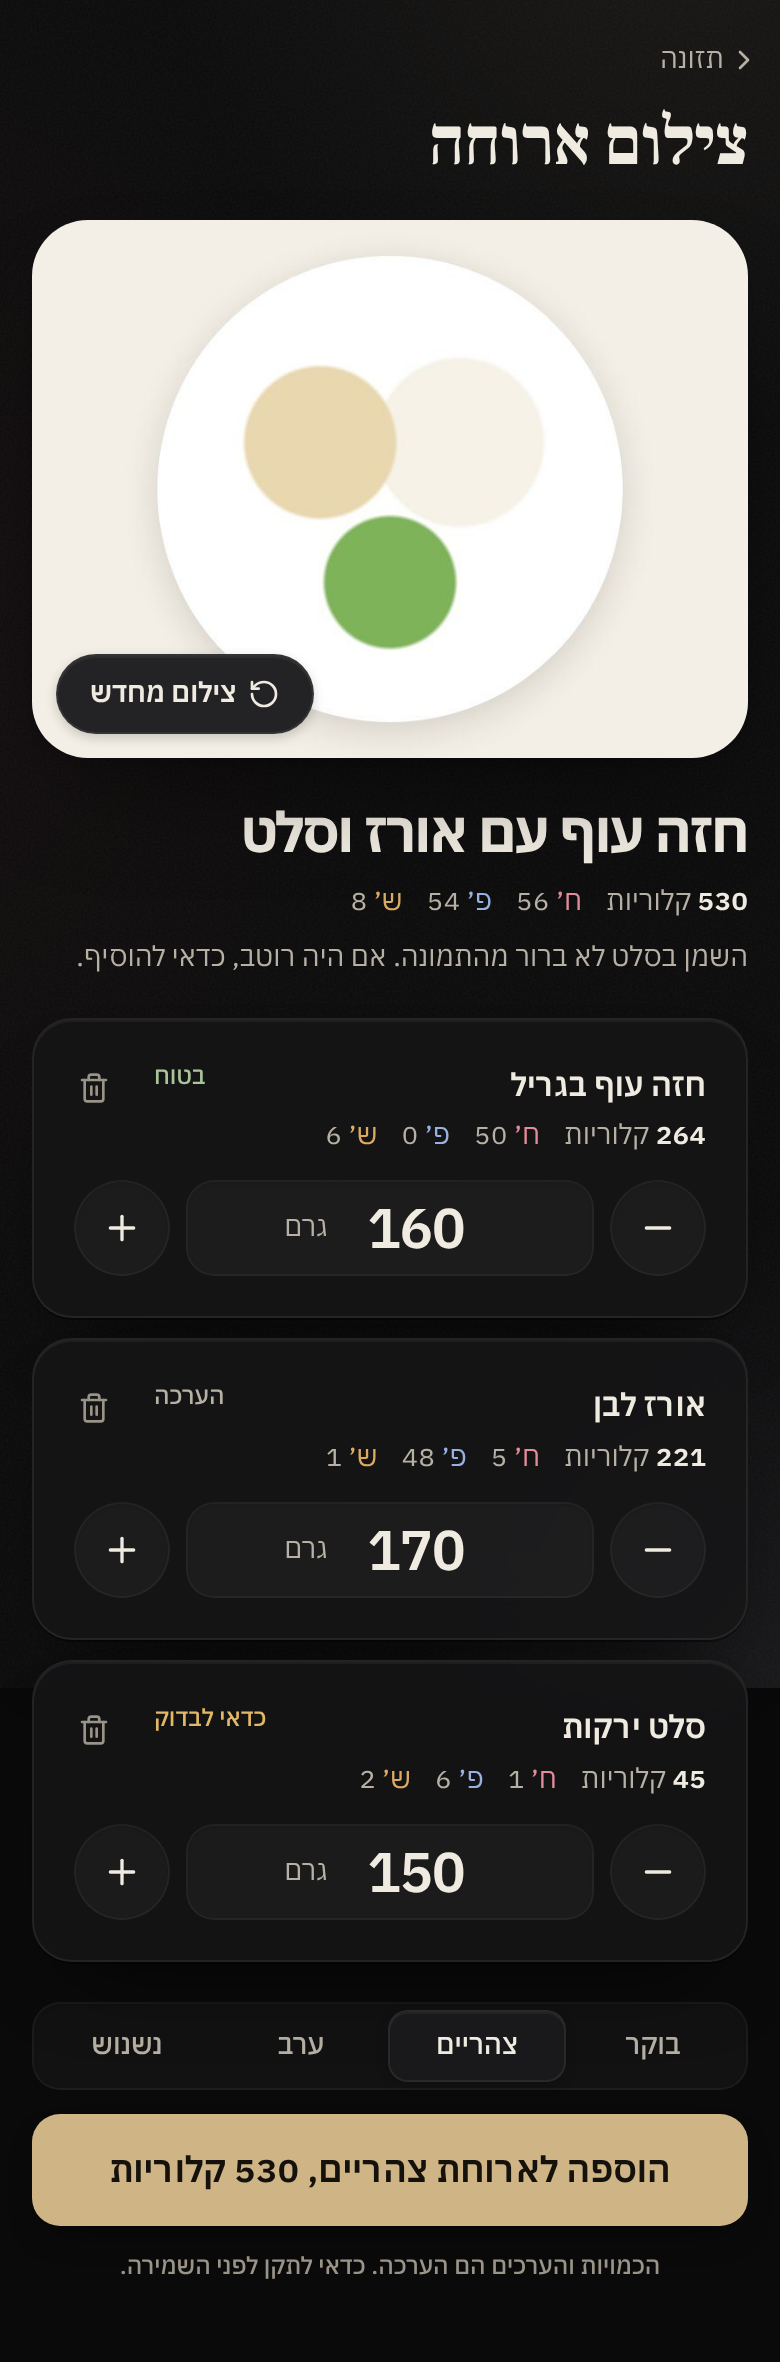 תזונה
צילום ארוחה
צילום מחדש
חזה עוף עם אורז וסלט
530 קלוריות ח׳ 56 פ׳ 54 ש׳ 8
השמן בסלט לא ברור מהתמונה. אם היה רוטב, כדאי להוסיף.
חזה עוף בגריל בטוח
264 קלוריות ח׳ 50 פ׳ 0 ש׳ 6
160 גרם
אורז לבן הערכה
221 קלוריות ח׳ 5 פ׳ 48 ש׳ 1
170 גרם
סלט ירקות כדאי לבדוק
45 קלוריות ח׳ 1 פ׳ 6 ש׳ 2
150 גרם
בוקר צהריים ערב נשנוש
הוספה לארוחת צהריים, 530 קלוריות
הכמויות והערכים הם הערכה. כדאי לתקן לפני השמירה.